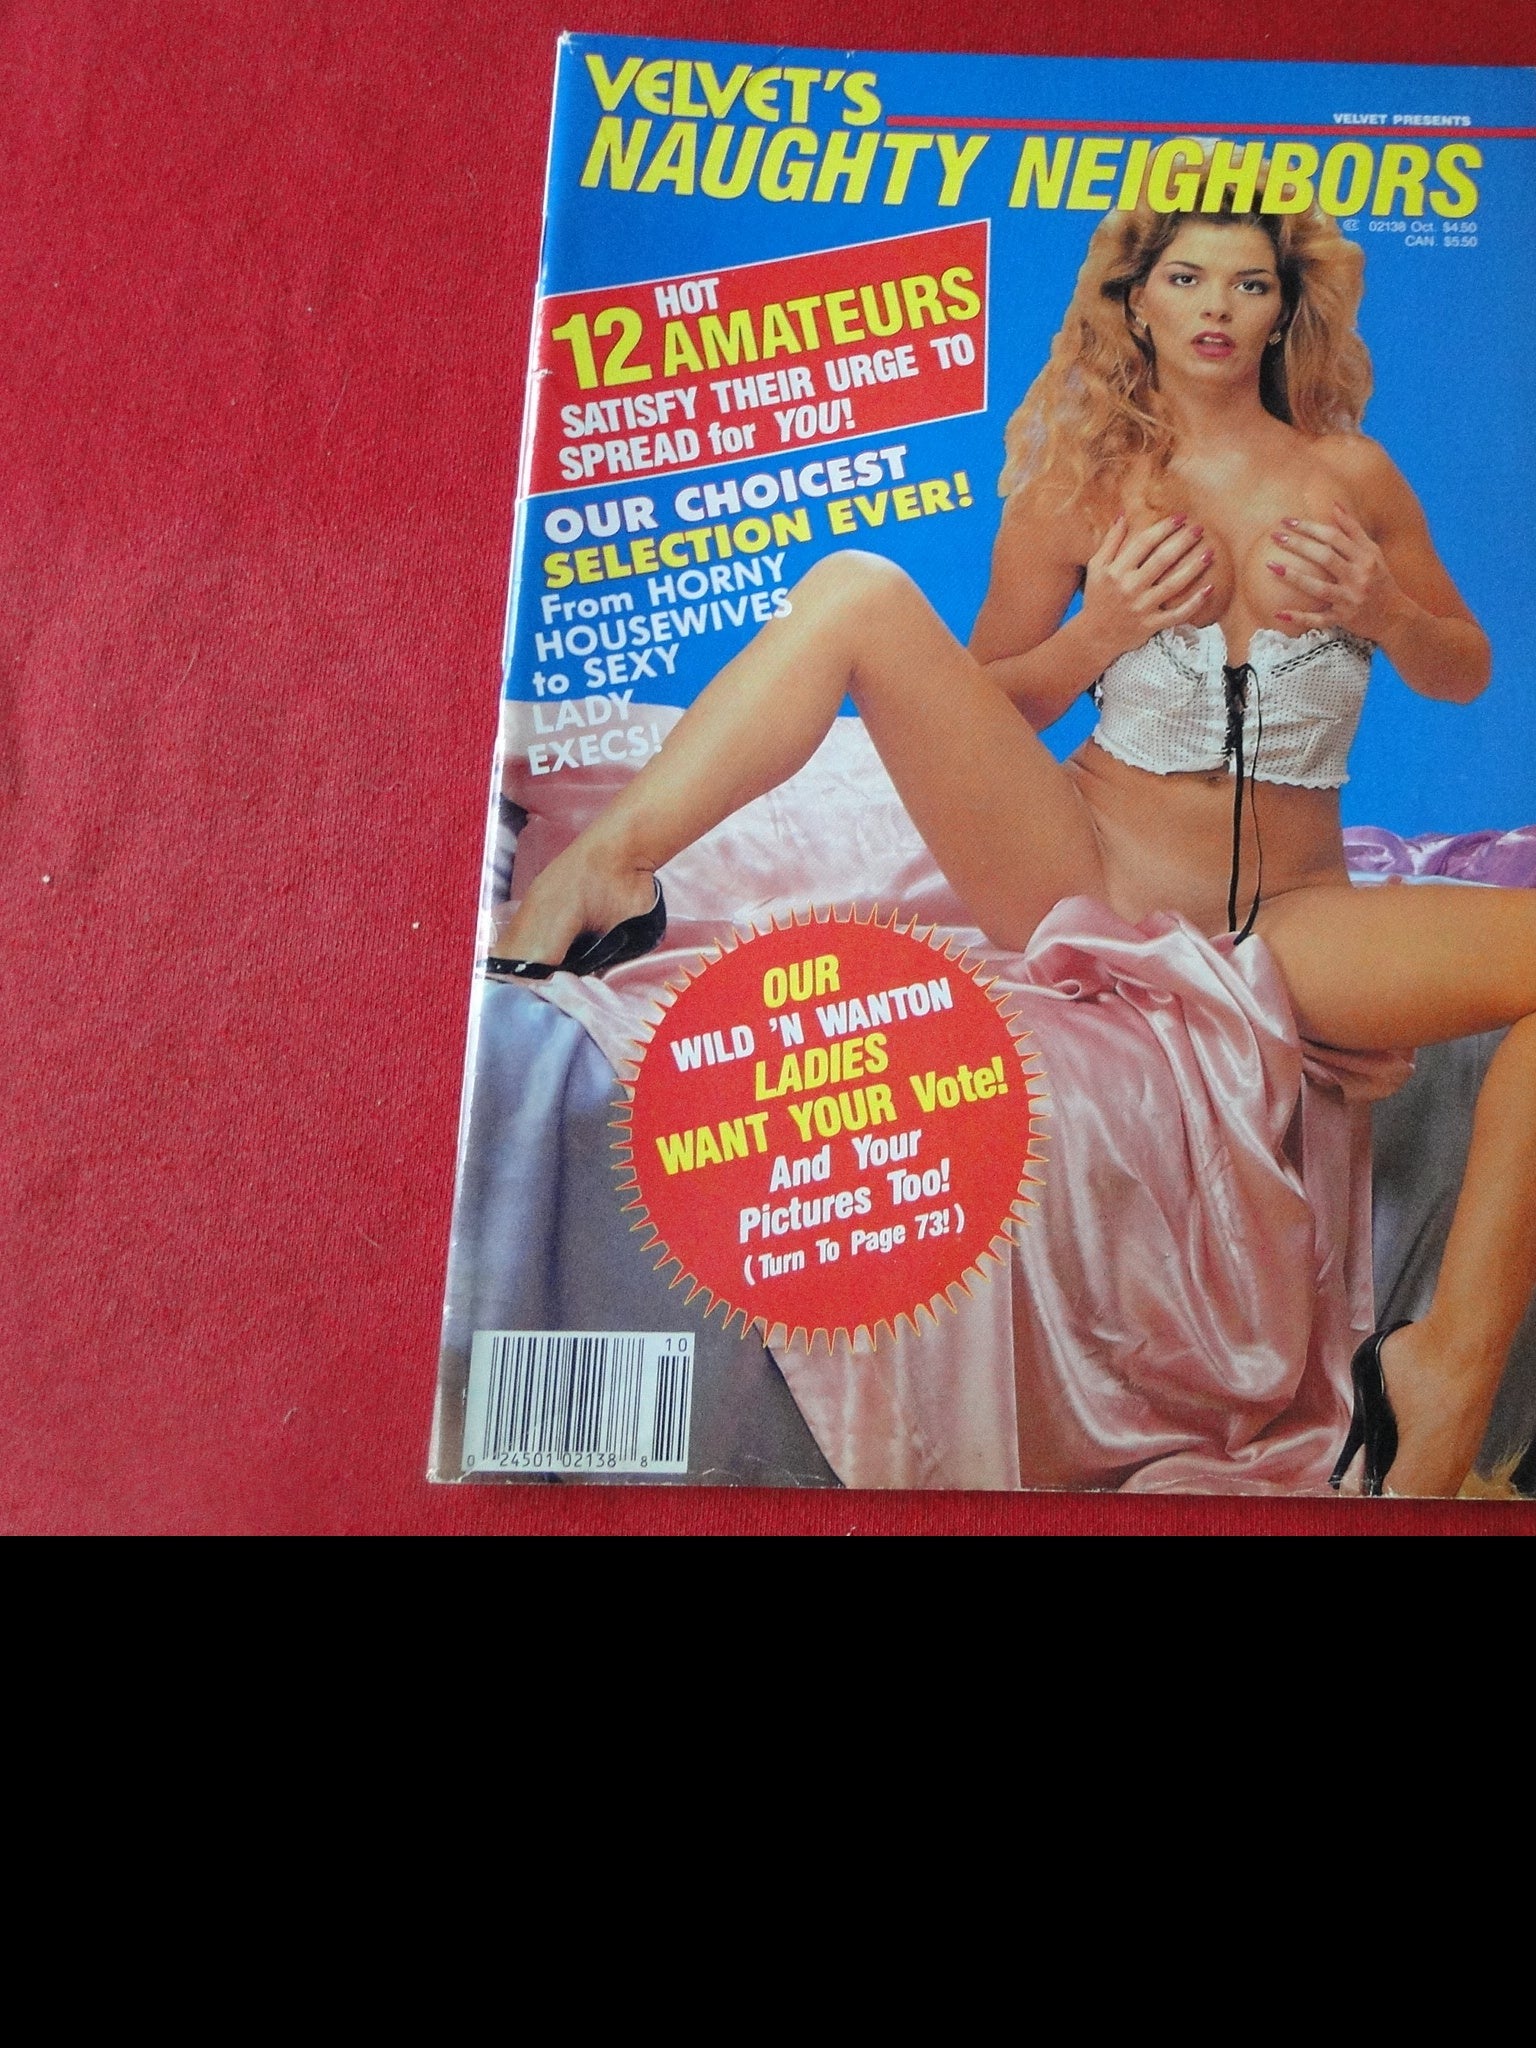 VELVET'S
VELVET PRESENTS
NAUGHTY NEIGHBORS
02138 Oct. $4.50
CAN. $5.50
HOT
12 AMATEURS
SATISFY THEIR URGE TO
SPREAD for YOU!
OUR CHOICEST
SELECTION EVER!
From HORNY
HOUSEWIVES
to SEXY
LADY
EXECS!
OUR
WILD 'N WANTON
LADIES
WANT YOUR Vote!
And Your
Pictures Too!
(Turn To Page 73!)
10
0 24501 02138 8